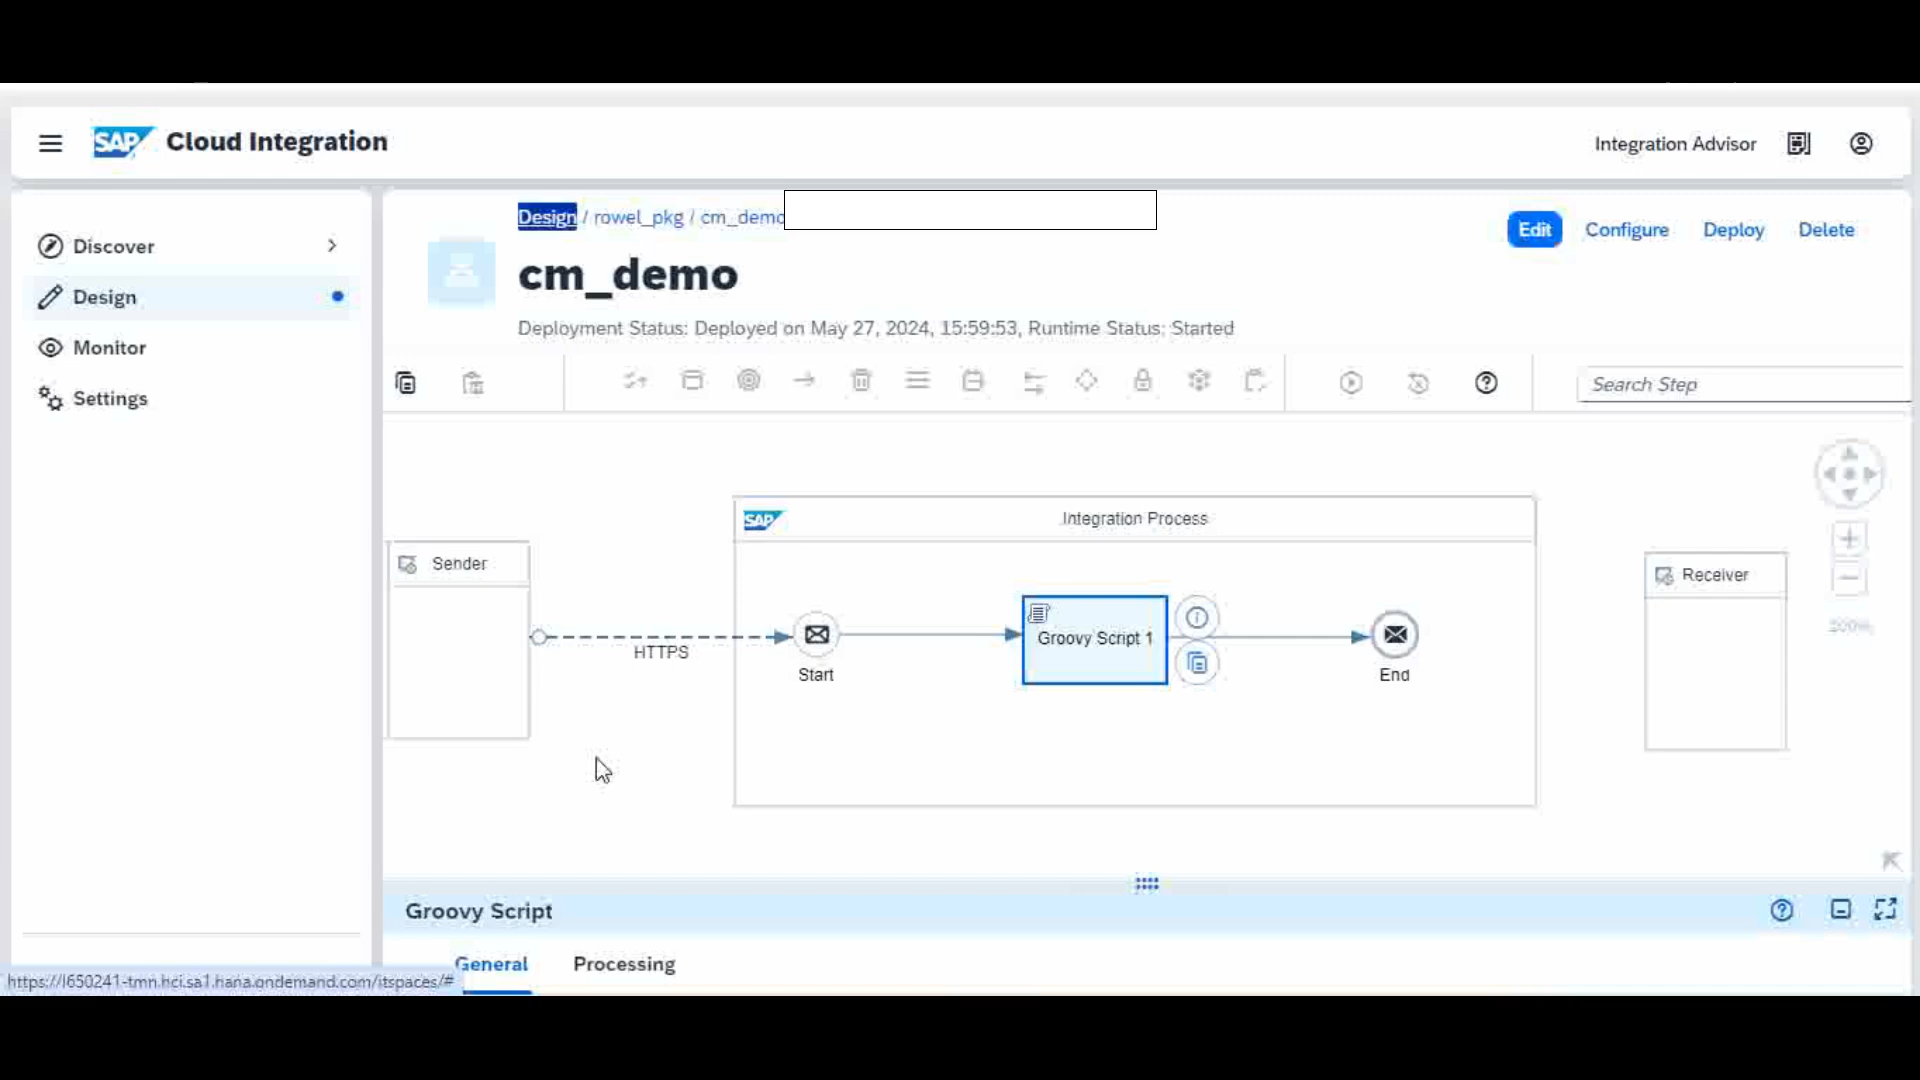 SAP Cloud Integration
Integration Advisor
Discover
Design
Monitor
Settings
Design / rowel_pkg / cm_demo
Edit
Configure
Deploy
Delete
cm_demo
Deployment Status: Deployed on May 27, 2024, 15:59:53, Runtime Status: Started
Search Step
SAP
Integration Process
Sender
HTTPS
Start
Groovy Script 1
End
Receiver
Groovy Script
General
Processing
https://l650241-tmn.hci.sa1.hana.ondemand.com/itspaces/#